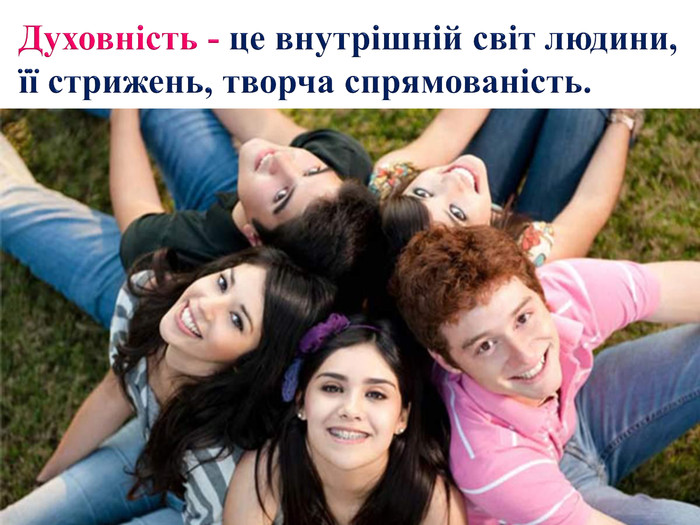 Духовність - це внутрішній світ людини,
її стрижень, творча спрямованість.